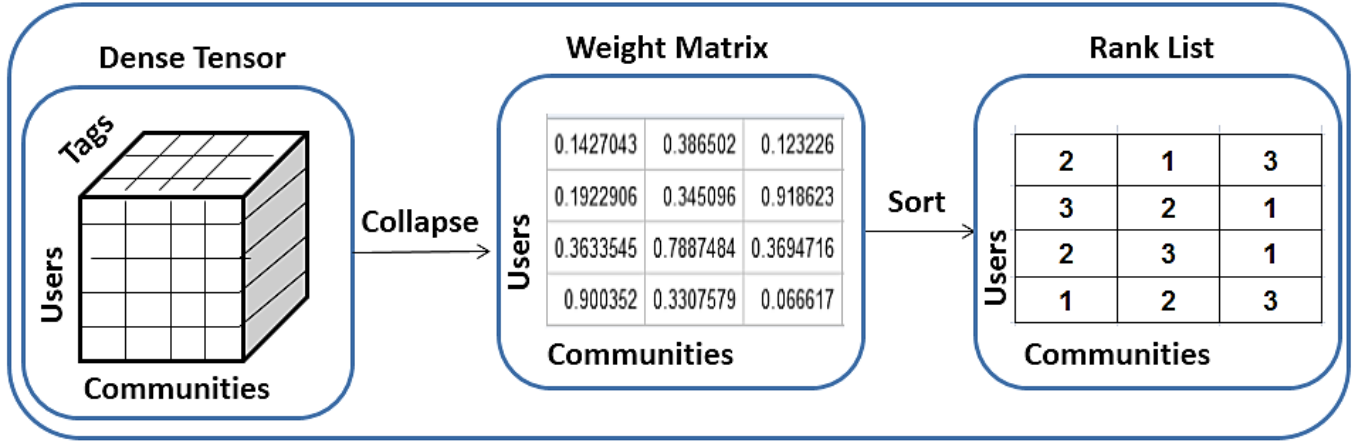 Dense Tensor
Tags
Users
Communities
Collapse
Weight Matrix
Users
0.1427043 0.386502 0.123226
0.1922906 0.345096 0.918623
0.3633545 0.7887484 0.3694716
0.900352 0.3307579 0.066617
Communities
Sort
Rank List
Users
2 1 3
3 2 1
2 3 1
1 2 3
Communities